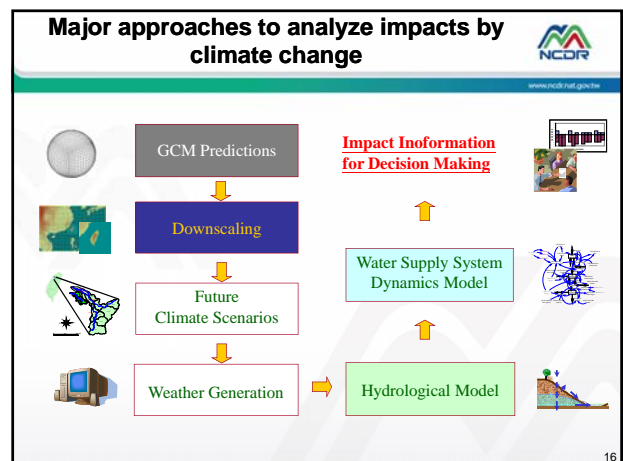 Major approaches to analyze impacts by
climate change
NCDR
www.ncdr.nat.gov.tw
GCM Predictions
Downscaling
Future
Climate Scenarios
Weather Generation
Hydrological Model
Water Supply System
Dynamics Model
Impact Inoformation
for Decision Making
16